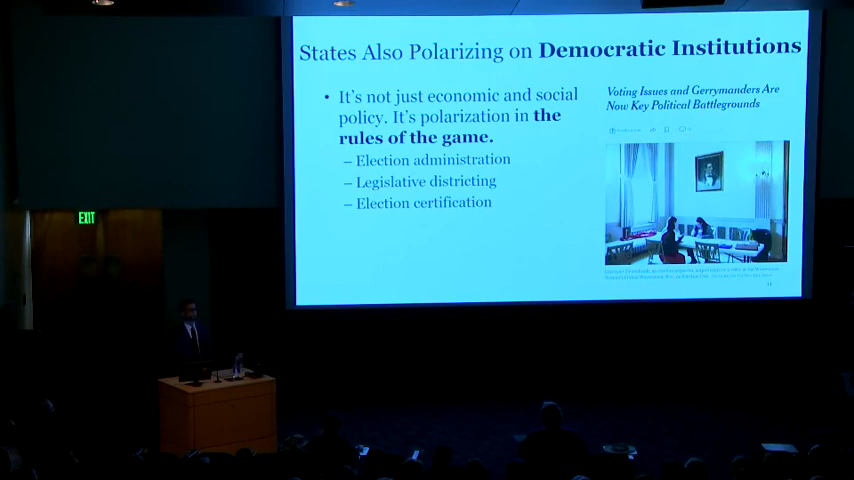 States Also Polarizing on Democratic Institutions
• It's not just economic and social
policy. It's polarization in the
rules of the game.
– Election administration
– Legislative districting
– Election certification
Voting Issues and Gerrymanders Are
Now Key Political Battlegrounds
EXIT